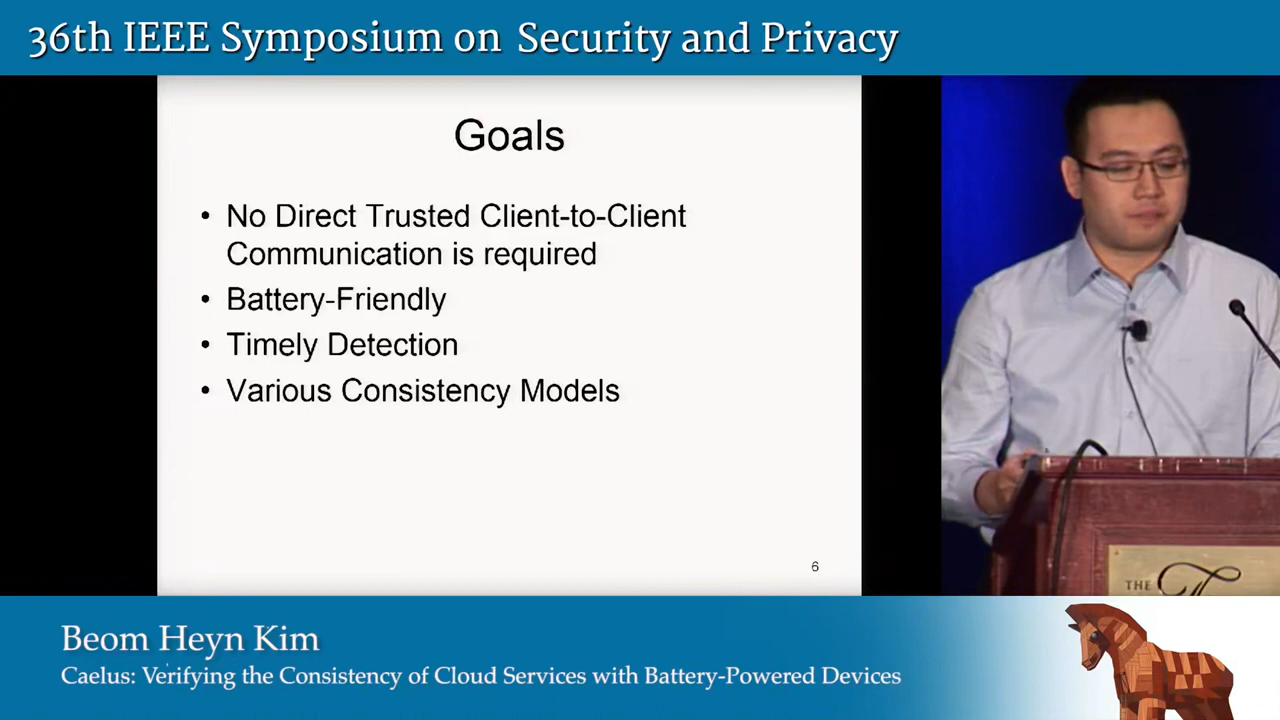 36th IEEE Symposium on Security and Privacy
Goals
• No Direct Trusted Client-to-Client
Communication is required
• Battery-Friendly
• Timely Detection
• Various Consistency Models
6
THE
Beom Heyn Kim
Caelus: Verifying the Consistency of Cloud Services with Battery-Powered Devices